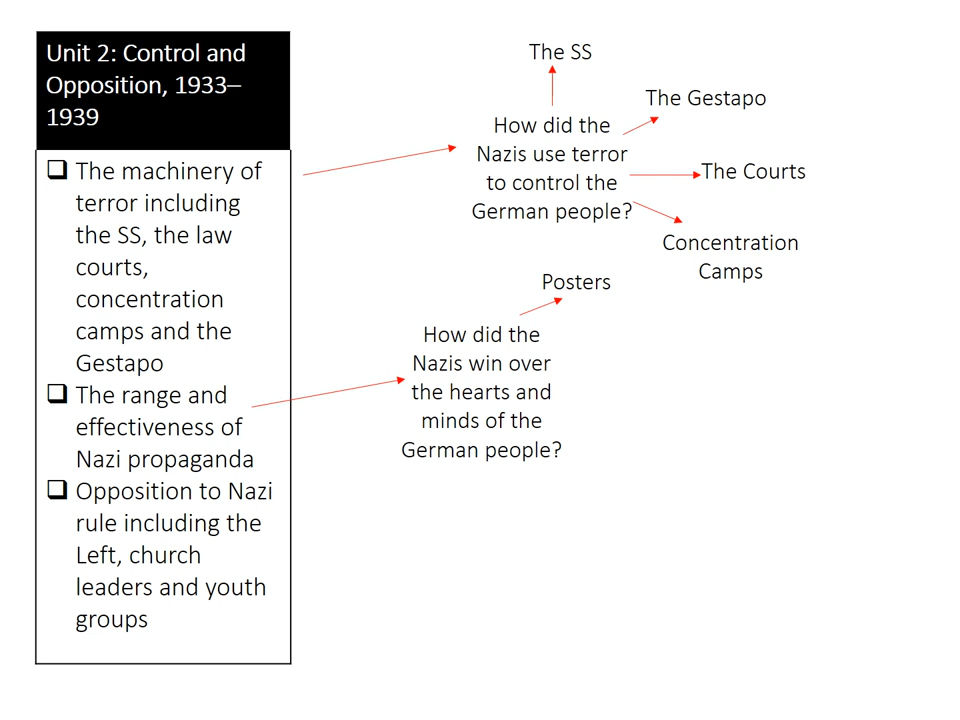 Unit 2: Control and
Opposition, 1933–
1939
The machinery of
terror including
the SS, the law
courts,
concentration
camps and the
Gestapo
The range and
effectiveness of
Nazi propaganda
Opposition to Nazi
rule including the
Left, church
leaders and youth
groups
The SS
The Gestapo
How did the
Nazis use terror
to control the
German people?
The Courts
Concentration
Camps
Posters
How did the
Nazis win over
the hearts and
minds of the
German people?